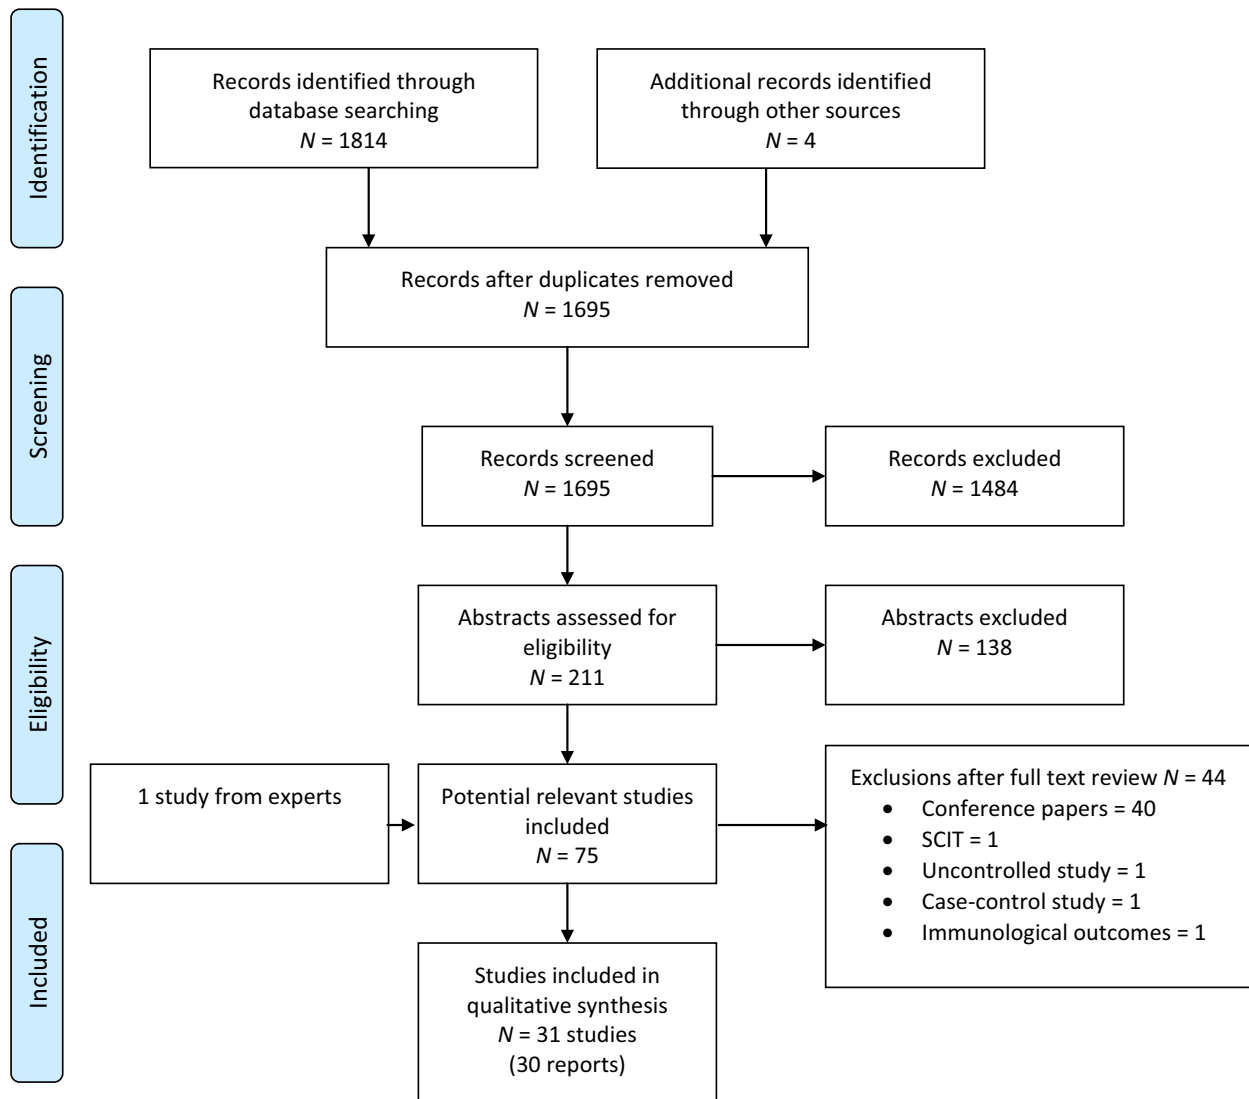 Identification
Records identified through
database searching
N = 1814
Additional records identified
through other sources
N = 4
Records after duplicates removed
N = 1695
Screening
Records screened
N = 1695
Records excluded
N = 1484
Eligibility
Abstracts assessed for
eligibility
N = 211
Abstracts excluded
N = 138
1 study from experts
Potential relevant studies
included
N = 75
Exclusions after full text review N = 44
• Conference papers = 40
• SCIT = 1
• Uncontrolled study = 1
• Case-control study = 1
• Immunological outcomes = 1
Included
Studies included in
qualitative synthesis
N = 31 studies
(30 reports)